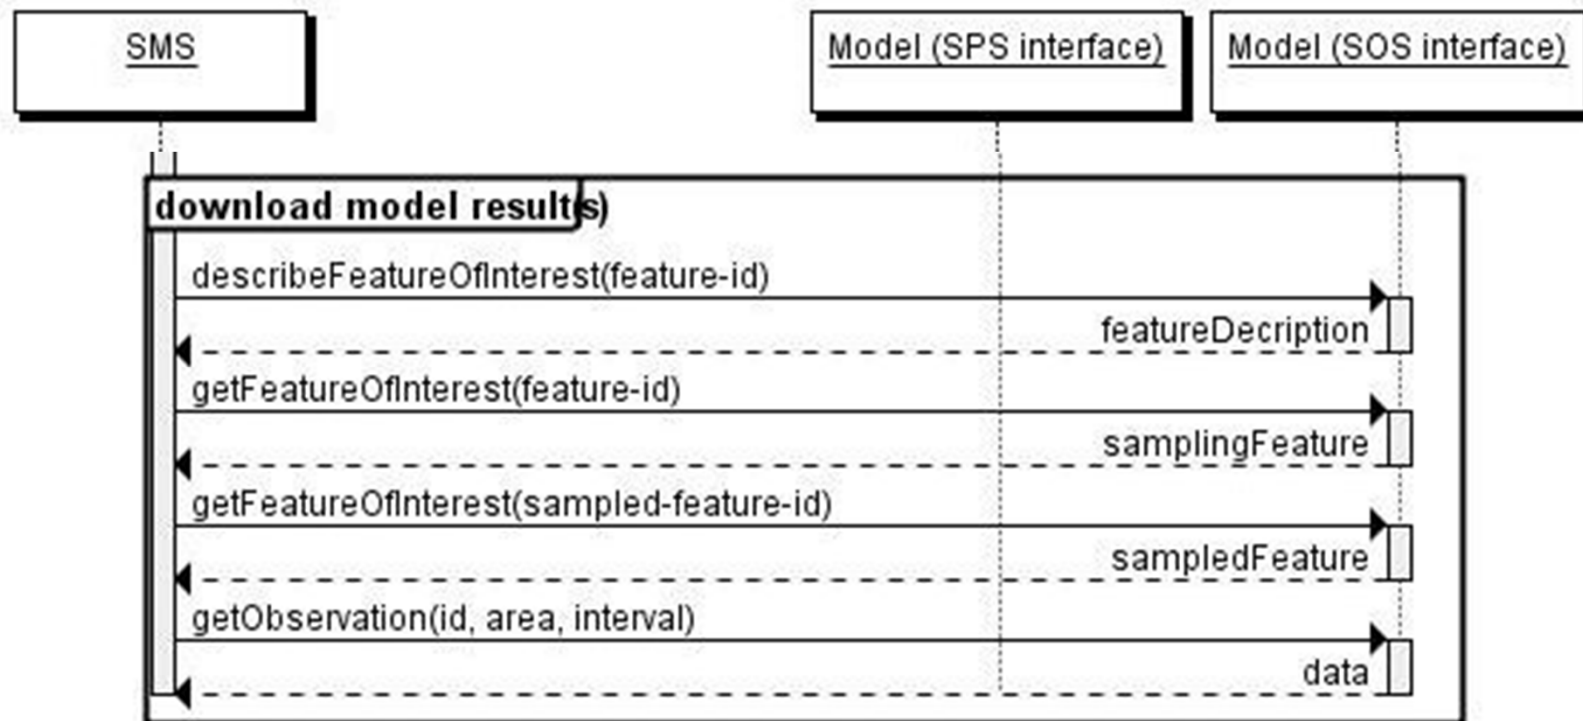 SMS
Model (SPS interface)
Model (SOS interface)
download model result(s)
describeFeatureOfInterest(feature-id)
featureDecription
getFeatureOfInterest(feature-id)
samplingFeature
getFeatureOfInterest(sampled-feature-id)
sampledFeature
getObservation(id, area, interval)
data